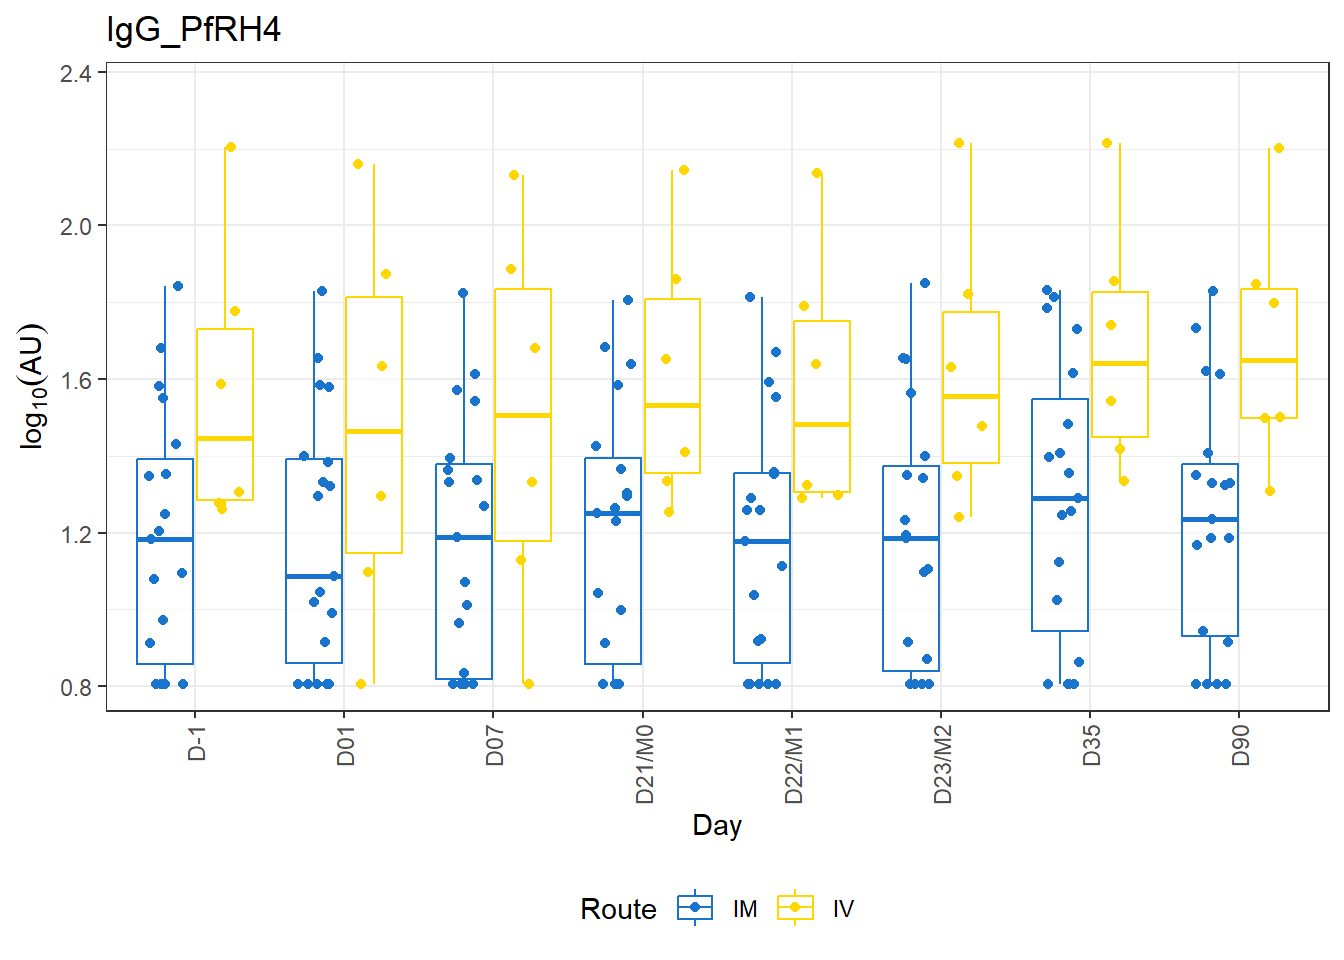 IgG_PfRH4
2.4
2.0
1.6
1.2
0.8
log10(AU)
D-1 D01 D07 D21/M0 D22/M1 D23/M2 D35 D90
Day
Route IM IV